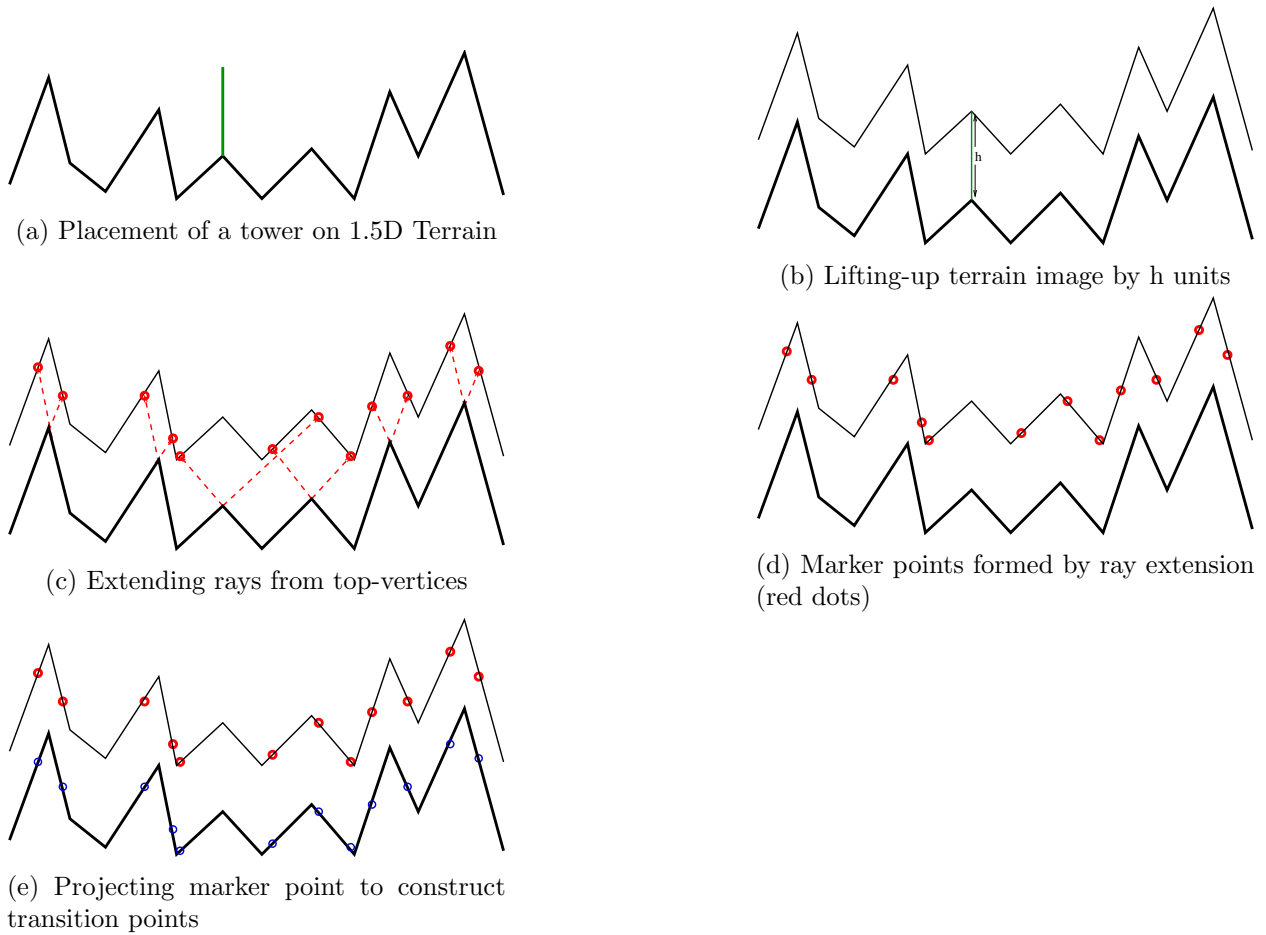 (a) Placement of a tower on 1.5D Terrain
h
(b) Lifting-up terrain image by h units
(c) Extending rays from top-vertices
(d) Marker points formed by ray extension
(red dots)
(e) Projecting marker point to construct
transition points